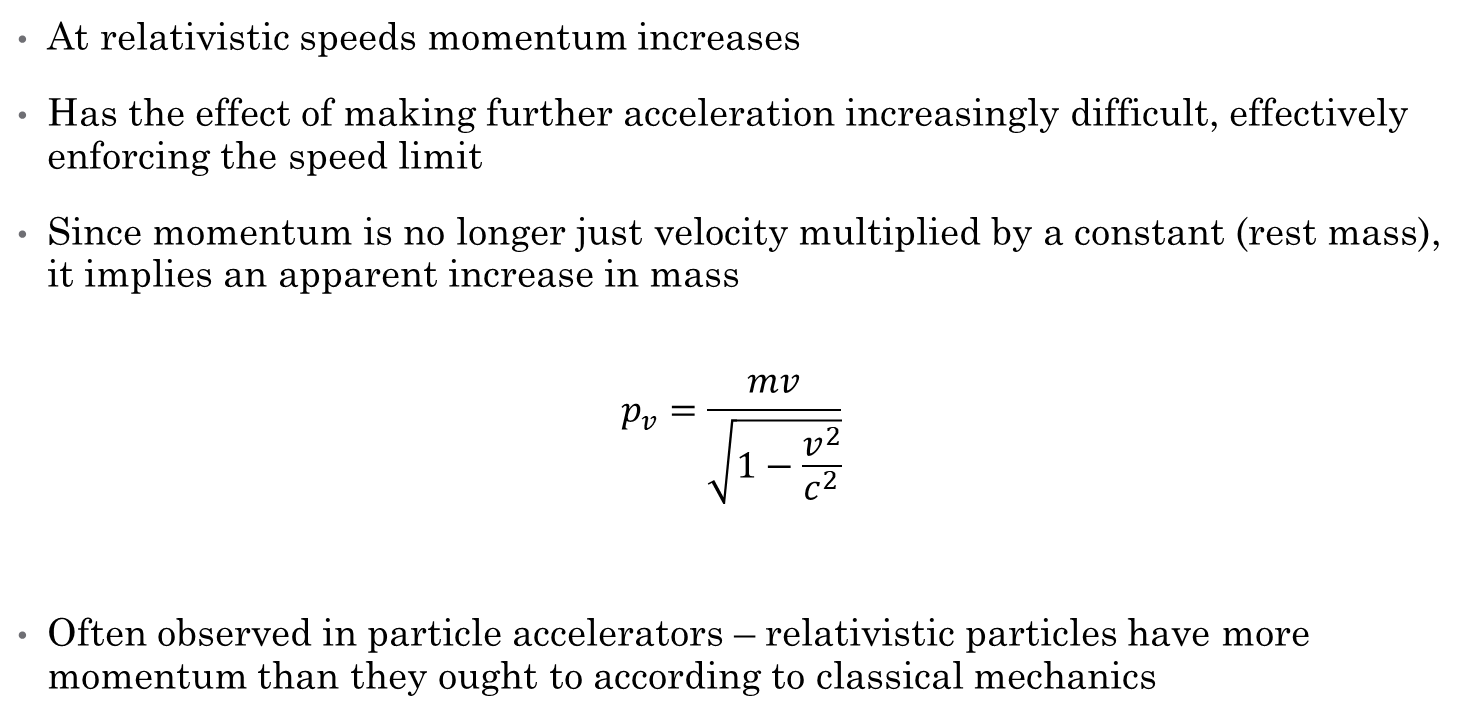 • At relativistic speeds momentum increases
• Has the effect of making further acceleration increasingly difficult, effectively
enforcing the speed limit
• Since momentum is no longer just velocity multiplied by a constant (rest mass),
it implies an apparent increase in mass
p_v = mv / √(1 − v²/c²)
• Often observed in particle accelerators – relativistic particles have more
momentum than they ought to according to classical mechanics